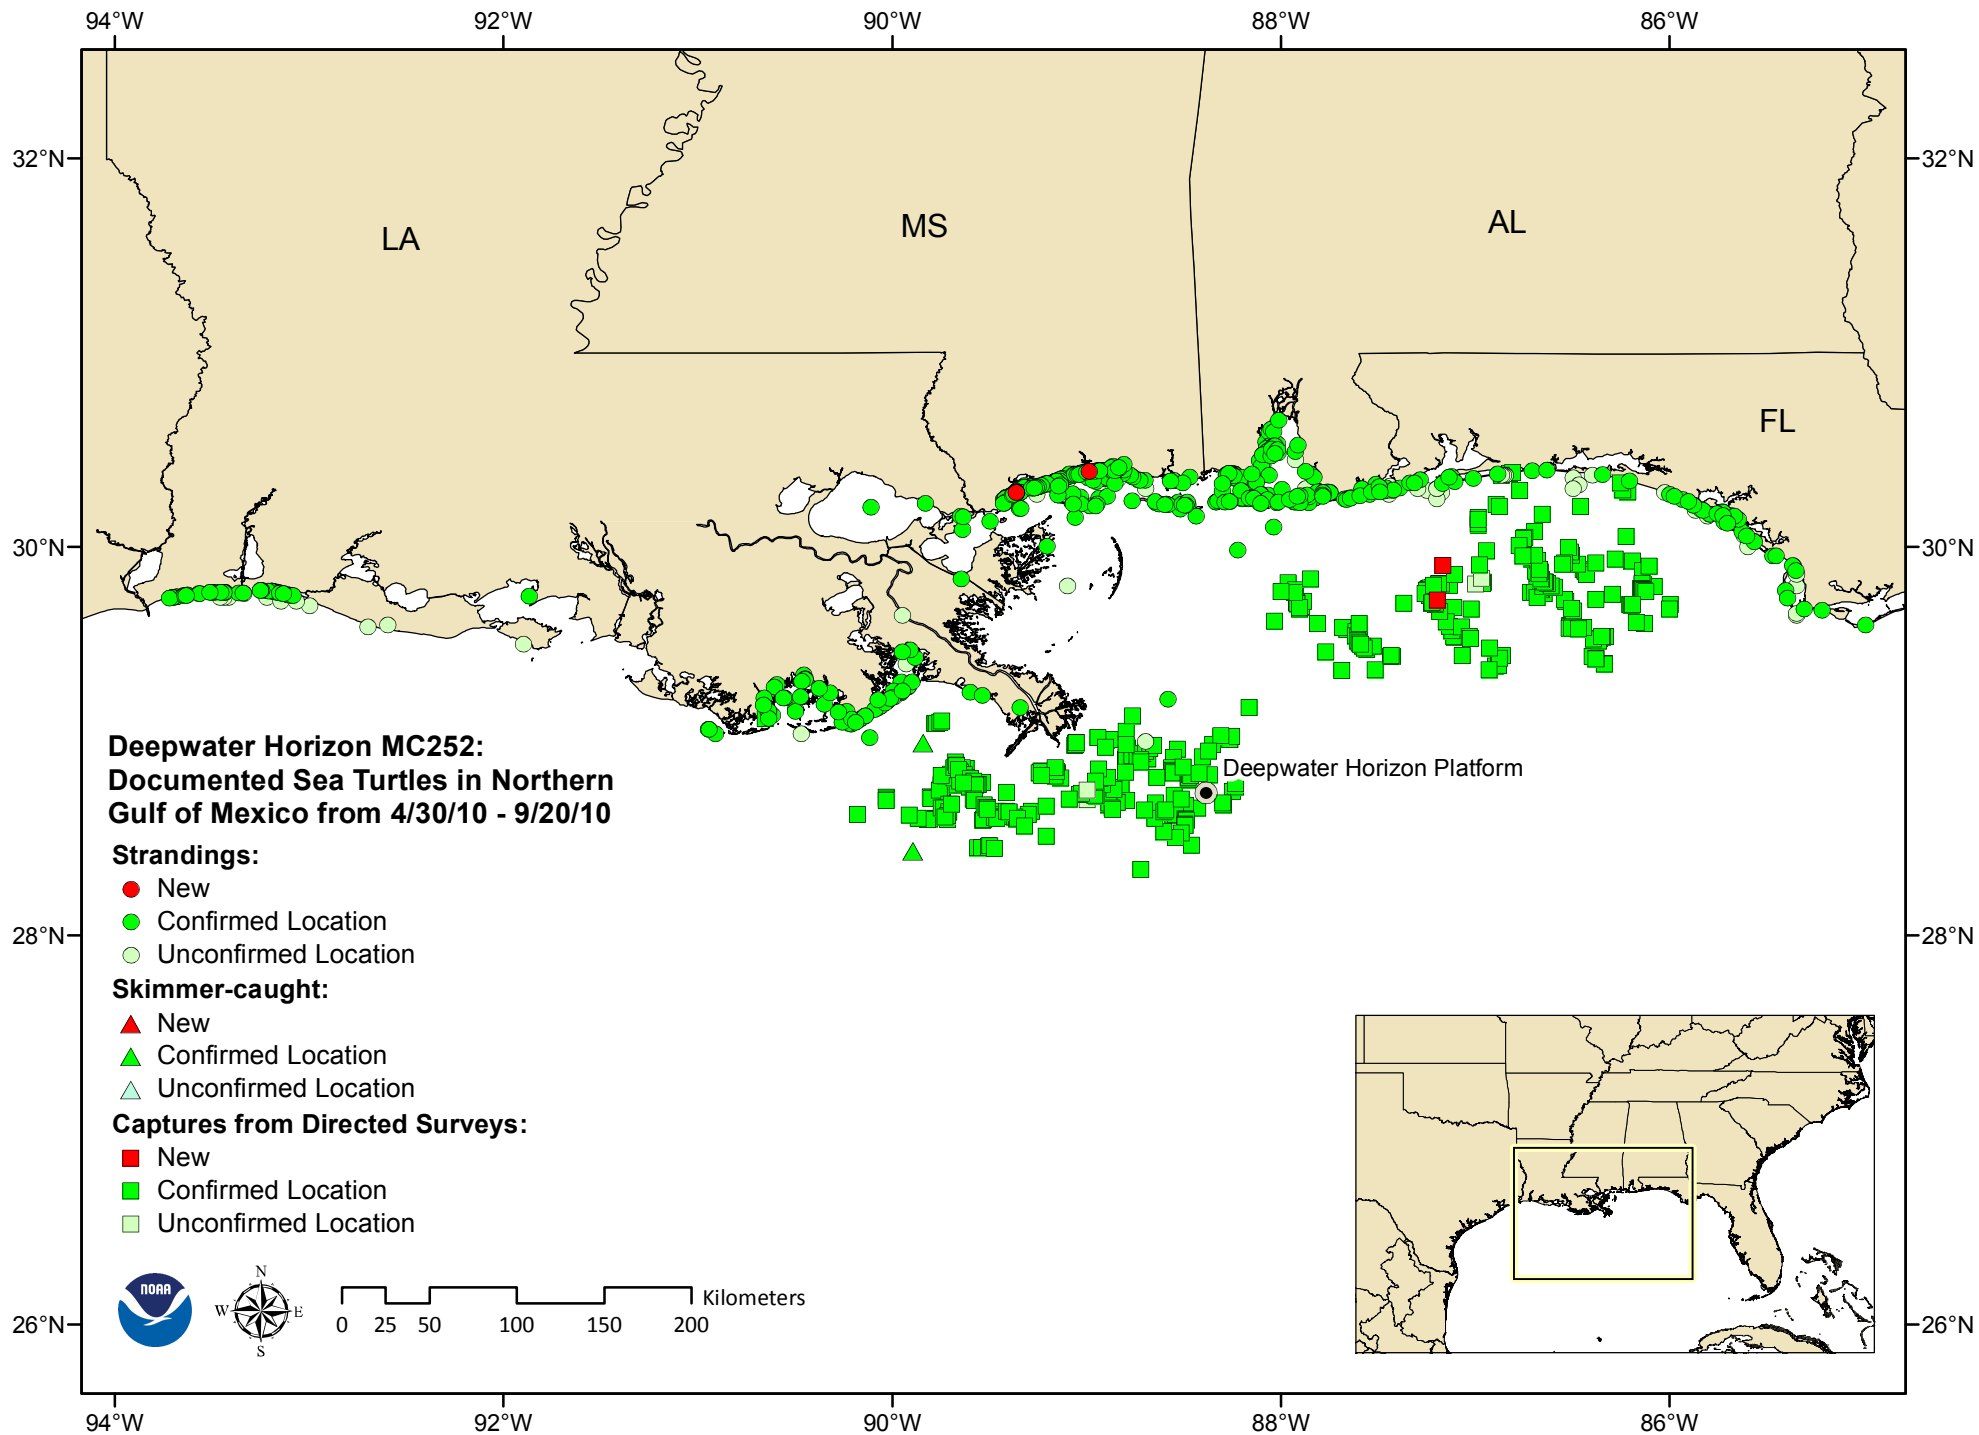 94°W 92°W 90°W 88°W 86°W
32°N 32°N
LA MS AL
FL
30°N 30°N
Deepwater Horizon Platform
Deepwater Horizon MC252:
Documented Sea Turtles in Northern
Gulf of Mexico from 4/30/10 - 9/20/10
Strandings:
New
Confirmed Location
Unconfirmed Location
28°N 28°N
Skimmer-caught:
New
Confirmed Location
Unconfirmed Location
Captures from Directed Surveys:
New
Confirmed Location
Unconfirmed Location
NOAA
N
W E
S
Kilometers
0 25 50 100 150 200
26°N 26°N
94°W 92°W 90°W 88°W 86°W